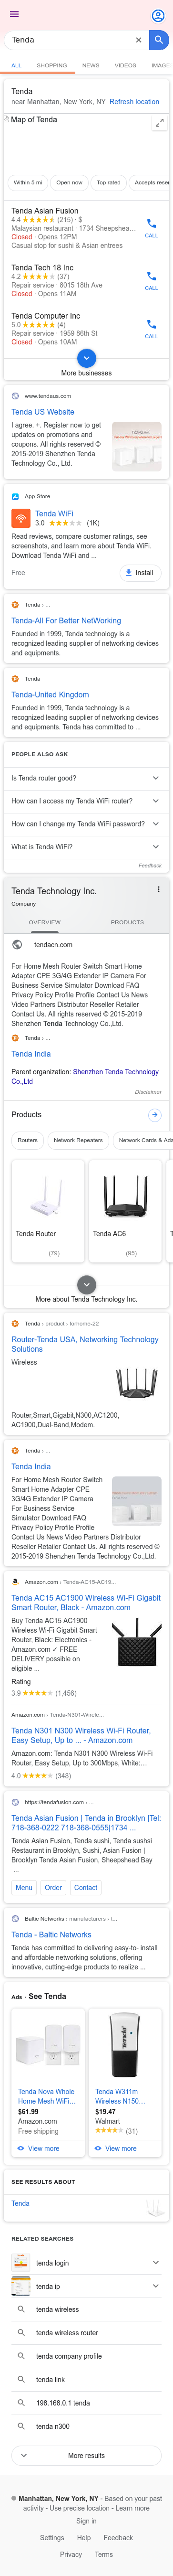 Tenda
ALL SHOPPING NEWS VIDEOS
Tenda
near Manhattan, New York, NY Refresh location
Map of Tenda
Within 5 mi Open now Top rated
Tenda Asian Fusion
4.4 (215) · $
Malaysian restaurant · 1734 Sheepshea...
Closed · Opens 12PM
Casual stop for sushi & Asian entrees
CALL
Tenda Tech 18 Inc
4.2 (37)
Repair service · 8015 18th Ave
Closed · Opens 11AM
CALL
Tenda Computer Inc
5.0 (4)
Repair service · 1959 86th St
Closed · Opens 10AM
CALL
More businesses
www.tendaus.com
Tenda US Website
I agree. ×. Register now to get
updates on promotions and
coupons. All rights reserved ©
2015-2019 Shenzhen Tenda
Technology Co., Ltd.
App Store
Tenda WiFi
3.0 (1K)
Read reviews, compare customer ratings, see
screenshots, and learn more about Tenda WiFi.
Download Tenda WiFi and ...
Free Install
Tenda › ...
Tenda-All For Better NetWorking
Founded in 1999, Tenda technology is a
recognized leading supplier of networking devices
and equipments.
Tenda
Tenda-United Kingdom
Founded in 1999, Tenda technology is a
recognized leading supplier of networking devices
and equipments. Tenda has committed to ...
PEOPLE ALSO ASK
Is Tenda router good?
How can I access my Tenda WiFi router?
How can I change my Tenda WiFi password?
What is Tenda WiFi?
Feedback
Tenda Technology Inc.
Company
OVERVIEW PRODUCTS
tendacn.com
For Home Mesh Router Switch Smart Home
Adapter CPE 3G/4G Extender IP Camera For
Business Service Simulator Download FAQ
Privacy Policy Profile Profile Contact Us News
Video Partners Distributor Reseller Retailer
Contact Us. All rights reserved © 2015-2019
Shenzhen Tenda Technology Co.,Ltd.
Tenda › ...
Tenda India
Parent organization: Shenzhen Tenda Technology
Co.,Ltd
Disclaimer
Products
Routers Network Repeaters Network Cards & Ada
Tenda Router Tenda AC6
(79) (95)
More about Tenda Technology Inc.
Tenda › product › forhome-22
Router-Tenda USA, Networking Technology
Solutions
Wireless
Router,Smart,Gigabit,N300,AC1200,
AC1900,Dual-Band,Modem.
Tenda › ...
Tenda India
For Home Mesh Router Switch
Smart Home Adapter CPE
3G/4G Extender IP Camera
For Business Service
Simulator Download FAQ
Privacy Policy Profile Profile
Contact Us News Video Partners Distributor
Reseller Retailer Contact Us. All rights reserved ©
2015-2019 Shenzhen Tenda Technology Co.,Ltd.
Amazon.com › Tenda-AC15-AC19...
Tenda AC15 AC1900 Wireless Wi-Fi Gigabit
Smart Router, Black - Amazon.com
Buy Tenda AC15 AC1900
Wireless Wi-Fi Gigabit Smart
Router, Black: Electronics -
Amazon.com ✓ FREE
DELIVERY possible on
eligible ...
Rating
3.9 (1,456)
Amazon.com › Tenda-N301-Wirele...
Tenda N301 N300 Wireless Wi-Fi Router,
Easy Setup, Up to ... - Amazon.com
Amazon.com: Tenda N301 N300 Wireless Wi-Fi
Router, Easy Setup, Up to 300Mbps, White:...
4.0 (348)
https://tendafusion.com › ...
Tenda Asian Fusion | Tenda in Brooklyn |Tel:
718-368-0222 718-368-0555|1734 ...
Tenda Asian Fusion, Tenda sushi, Tenda sushsi
Restaurant in Brooklyn, Sushi, Asian Fusion |
Brooklyn Tenda Asian Fusion, Sheepshead Bay
...
Menu Order Contact
Baltic Networks › manufacturers › t...
Tenda - Baltic Networks
Tenda has committed to delivering easy-to- install
and affordable networking solutions, offering
innovative, cutting-edge products to realize ...
Ads · See Tenda
Tenda Nova Whole
Home Mesh WiFi...
$61.99
Amazon.com
Free shipping
View more
Tenda W311m
Wireless N150...
$19.47
Walmart
(31)
View more
SEE RESULTS ABOUT
Tenda
RELATED SEARCHES
tenda login
tenda ip
tenda wireless
tenda wireless router
tenda company profile
tenda link
198.168.0.1 tenda
tenda n300
More results
Manhattan, New York, NY - Based on your past
activity - Use precise location - Learn more
Sign in
Settings Help Feedback
Privacy Terms